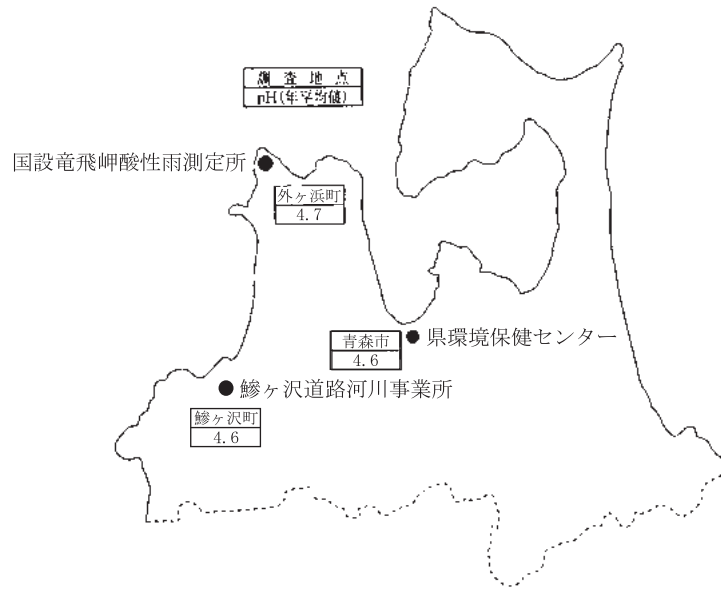 調査地点
pH(年平均値)
国設竜飛岬酸性雨測定所
外ヶ浜町
4.7
青森市
4.6
県環境保健センター
鰺ヶ沢道路河川事業所
鰺ヶ沢町
4.6